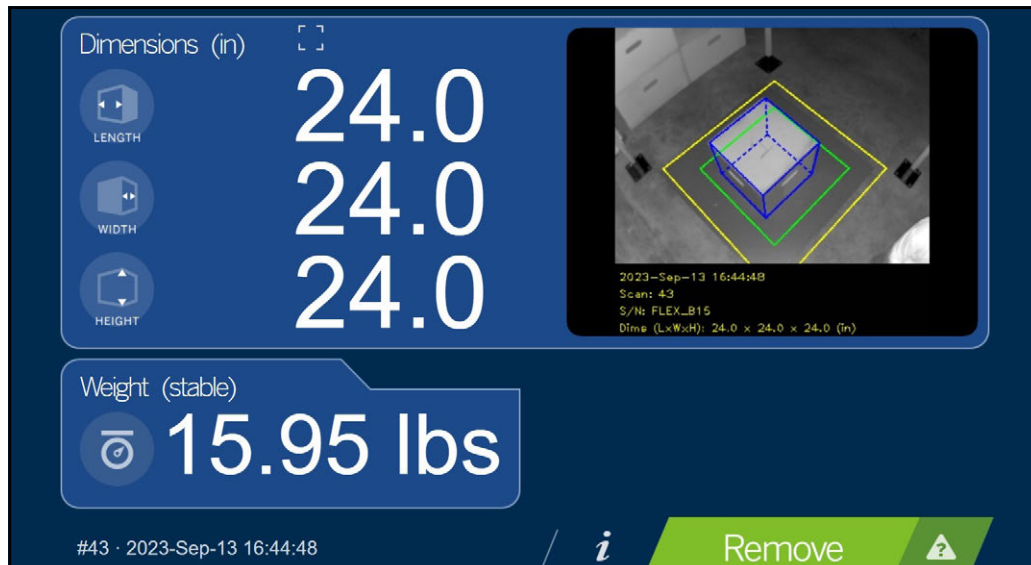 Dimensions (in)
LENGTH
24.0
WIDTH
24.0
HEIGHT
24.0
2023-Sep-13 16:44:48
Scan: 43
S/N: FLEX_B15
Dims (LxWxH): 24.0 x 24.0 x 24.0 (in)
Weight (stable)
15.95 lbs
#43 · 2023-Sep-13 16:44:48
i
Remove
?